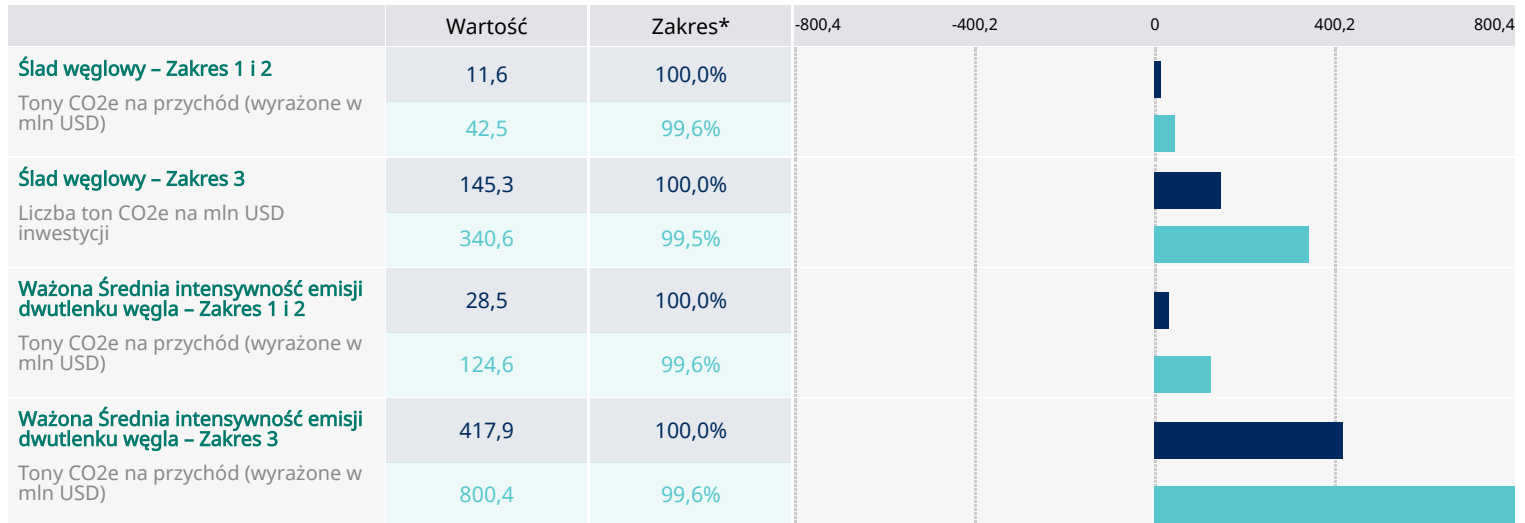 Wartość Zakres* -800,4 -400,2 0 400,2 800,4
Ślad węglowy – Zakres 1 i 2
Tony CO2e na przychód (wyrażone w
mln USD)
11,6 100,0%
42,5 99,6%
Ślad węglowy – Zakres 3
Liczba ton CO2e na mln USD
inwestycji
145,3 100,0%
340,6 99,5%
Ważona Średnia intensywność emisji
dwutlenku węgla – Zakres 1 i 2
Tony CO2e na przychód (wyrażone w
mln USD)
28,5 100,0%
124,6 99,6%
Ważona Średnia intensywność emisji
dwutlenku węgla – Zakres 3
Tony CO2e na przychód (wyrażone w
mln USD)
417,9 100,0%
800,4 99,6%